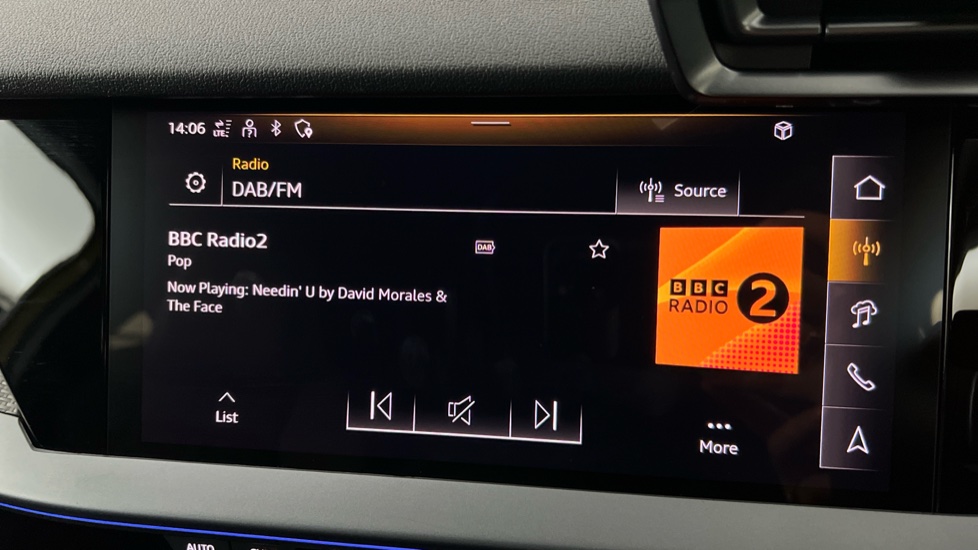 14:06 LTE
Radio
DAB/FM
Source
BBC Radio2
DAB
Pop
Now Playing: Needin' U by David Morales &
The Face
BBC
RADIO 2
List
More
AUTO